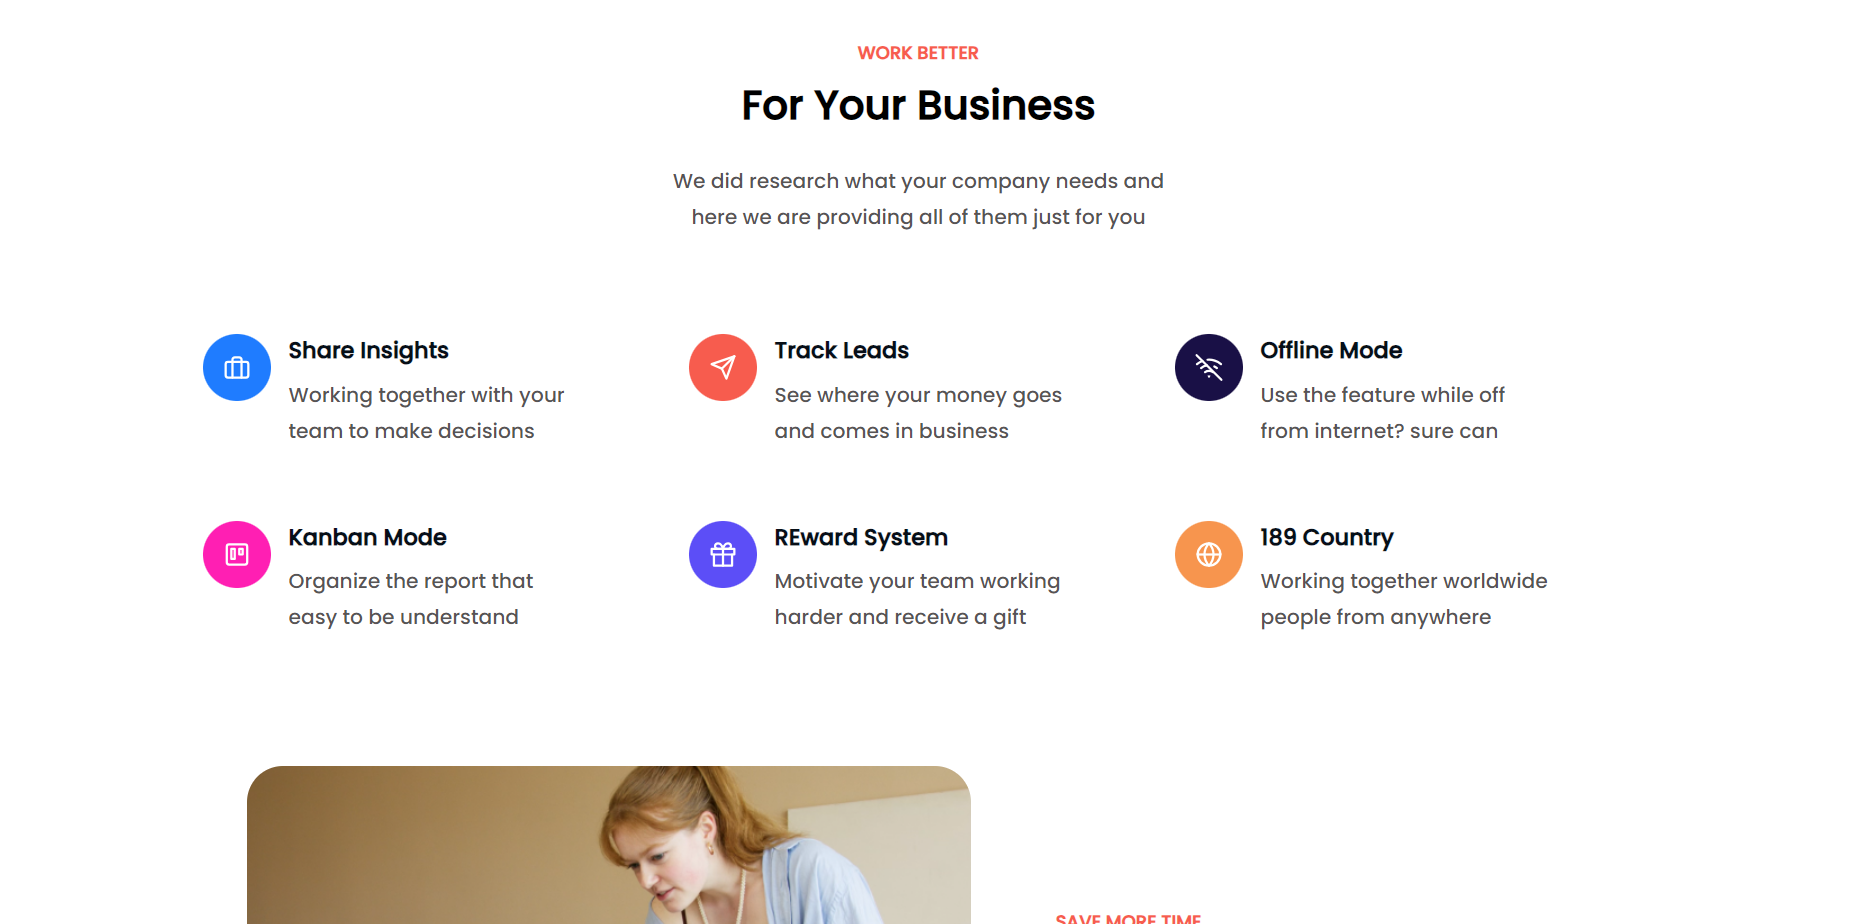 WORK BETTER
For Your Business
We did research what your company needs and
here we are providing all of them just for you
Share Insights
Working together with your
team to make decisions
Track Leads
See where your money goes
and comes in business
Offline Mode
Use the feature while off
from internet? sure can
Kanban Mode
Organize the report that
easy to be understand
REward System
Motivate your team working
harder and receive a gift
189 Country
Working together worldwide
people from anywhere
SAVE MORE TIME